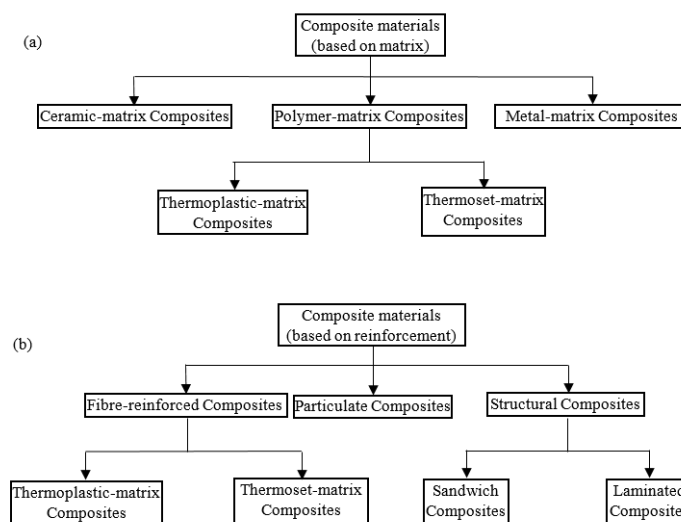 (a)
Composite materials
(based on matrix)
Ceramic-matrix Composites
Polymer-matrix Composites
Metal-matrix Composites
Thermoplastic-matrix
Composites
Thermoset-matrix
Composites
(b)
Composite materials
(based on reinforcement)
Fibre-reinforced Composites
Particulate Composites
Structural Composites
Thermoplastic-matrix
Composites
Thermoset-matrix
Composites
Sandwich
Composites
Laminated
Composites